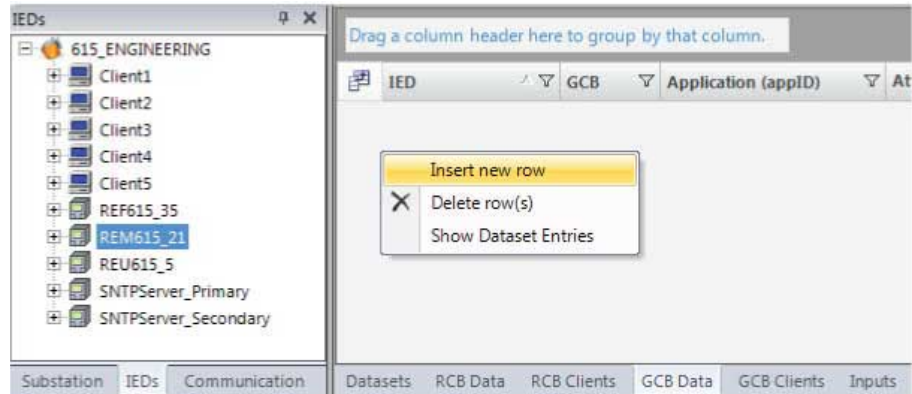 IEDs
615_ENGINEERING
Client1
Client2
Client3
Client4
Client5
REF615_35
REM615_21
REU615_5
SNTPServer_Primary
SNTPServer_Secondary
Substation IEDs Communication
Drag a column header here to group by that column.
IED GCB Application (appID) At
Insert new row
Delete row(s)
Show Dataset Entries
Datasets RCB Data RCB Clients GCB Data GCB Clients Inputs